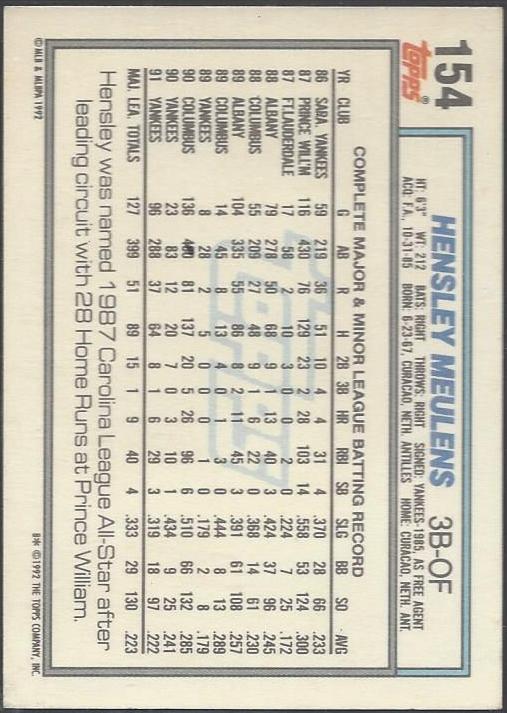 154
topps®
HENSLEY MEULENS 3B-OF
HT: 6'3" WT: 212 BATS: RIGHT THROWS: RIGHT SIGNED: YANKEES-1985, AS FREE AGENT
ACQ: F.A., 10-31-85 BORN: 6-23-67, CURACAO, NETH. ANTILLES HOME: CURACAO, NETH. ANT.
COMPLETE MAJOR & MINOR LEAGUE BATTING RECORD
YR CLUB G AB R H 2B 3B HR RBI SB SLG BB SO AVG
86 SARA. YANKEES 59 219 36 51 10 4 4 31 4 .370 28 66 .233
87 PRINCE WILL'M 116 430 76 129 23 2 28 103 14 .558 53 124 .300
87 FT.LAUDERDALE 17 58 2 10 3 0 0 2 0 .224 7 25 .172
88 ALBANY 79 278 50 68 9 1 13 40 3 .424 37 96 .245
88 COLUMBUS 55 209 27 48 9 1 6 22 0 .368 14 61 .230
89 ALBANY 104 335 55 86 8 2 11 45 3 .391 61 108 .257
89 COLUMBUS 14 45 8 13 4 0 1 3 0 .444 8 13 .289
89 YANKEES 8 28 2 5 0 0 0 1 0 .179 2 8 .179
90 COLUMBUS 136 480 81 137 20 5 26 96 6 .510 66 132 .285
90 YANKEES 23 83 12 20 7 0 3 10 1 .434 9 25 .241
91 YANKEES 96 288 37 64 8 1 6 29 3 .319 18 97 .222
MAJ. LEA. TOTALS 127 399 51 89 15 1 9 40 4 .333 29 130 .223
Hensley was named 1987 Carolina League All-Star after
leading circuit with 28 Home Runs at Prince William.
© MLB & MLBPA 1992
B* © 1992 THE TOPPS COMPANY, INC.